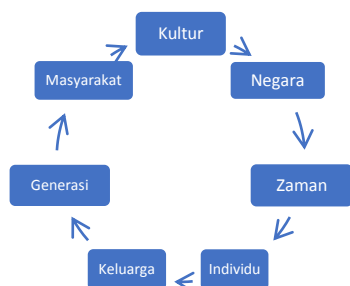 Kultur
Negara
Zaman
Individu
Keluarga
Generasi
Masyarakat